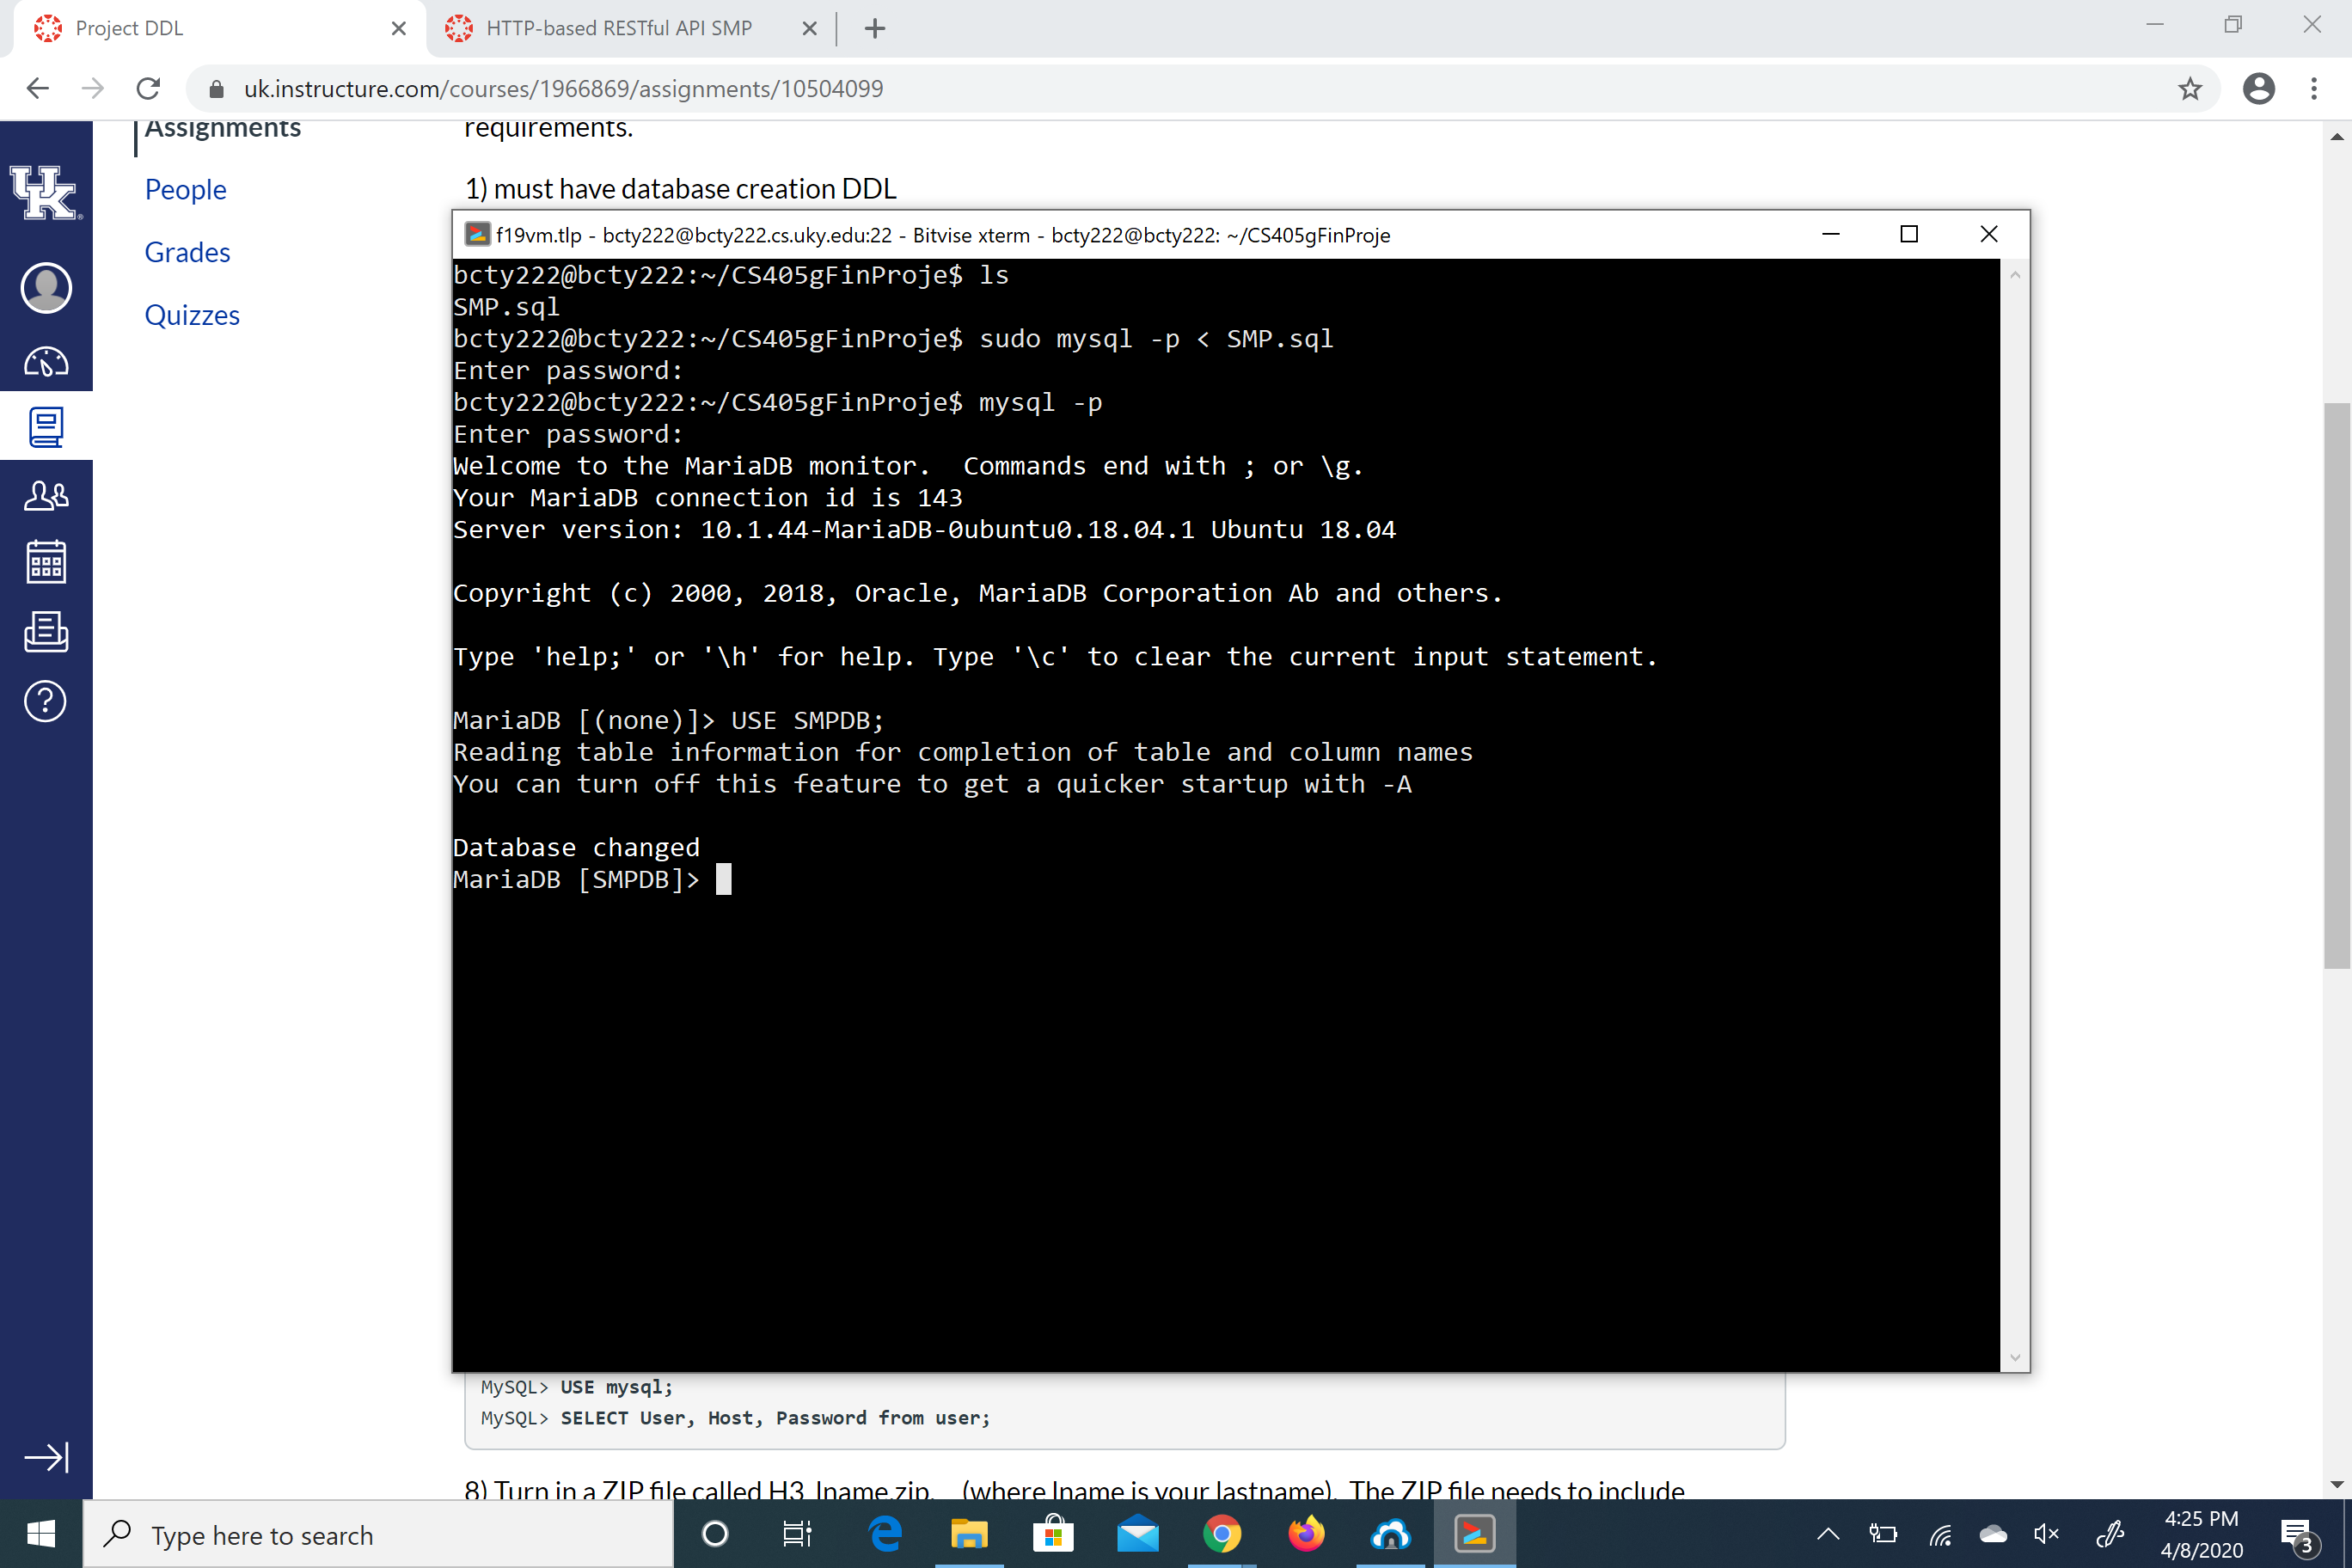 Project DDL
HTTP-based RESTful API SMP
uk.instructure.com/courses/1966869/assignments/10504099
UK
Assignments
People
Grades
Quizzes
requirements.
1) must have database creation DDL
f19vm.tlp - bcty222@bcty222.cs.uky.edu:22 - Bitvise xterm - bcty222@bcty222: ~/CS405gFinProje
bcty222@bcty222:~/CS405gFinProje$ ls
SMP.sql
bcty222@bcty222:~/CS405gFinProje$ sudo mysql -p < SMP.sql
Enter password:
bcty222@bcty222:~/CS405gFinProje$ mysql -p
Enter password:
Welcome to the MariaDB monitor.  Commands end with ; or \g.
Your MariaDB connection id is 143
Server version: 10.1.44-MariaDB-0ubuntu0.18.04.1 Ubuntu 18.04
Copyright (c) 2000, 2018, Oracle, MariaDB Corporation Ab and others.
Type 'help;' or '\h' for help. Type '\c' to clear the current input statement.
MariaDB [(none)]> USE SMPDB;
Reading table information for completion of table and column names
You can turn off this feature to get a quicker startup with -A
Database changed
MariaDB [SMPDB]>
MySQL> USE mysql;
MySQL> SELECT User, Host, Password from user;
8) Turn in a ZIP file called H3_lname.zip.    (where lname is your lastname).  The ZIP file needs to include
Type here to search
4:25 PM
4/8/2020
3